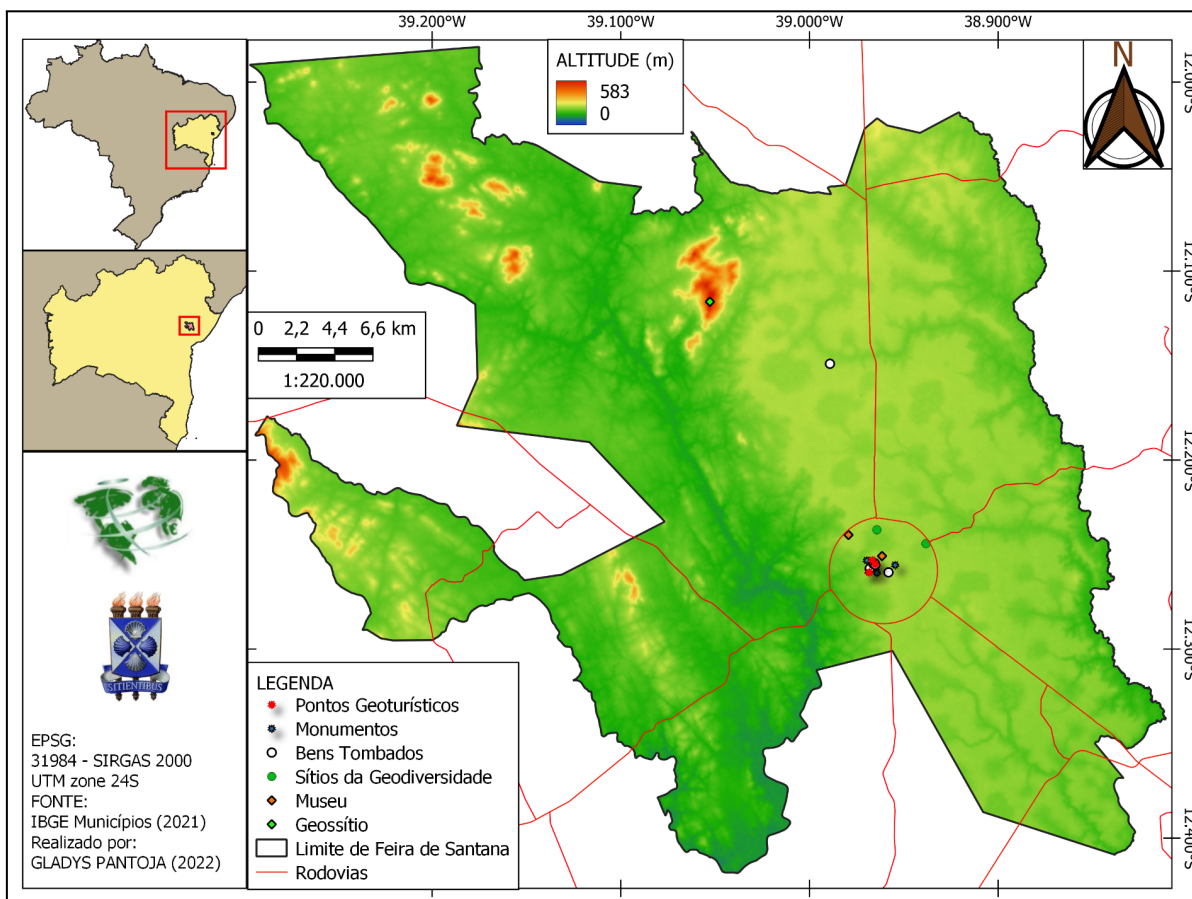 39.200°W
39.100°W
39.000°W
38.900°W
ALTITUDE (m)
583
0
N
12.000°S
12.100°S
12.200°S
12.300°S
12.400°S
0 2,2 4,4 6,6 km
1:220.000
SITIENTIBUS
EPSG:
31984 - SIRGAS 2000
UTM zone 24S
FONTE:
IBGE Municípios (2021)
Realizado por:
GLADYS PANTOJA (2022)
LEGENDA
Pontos Geoturísticos
Monumentos
Bens Tombados
Sítios da Geodiversidade
Museu
Geossítio
Limite de Feira de Santana
Rodovias